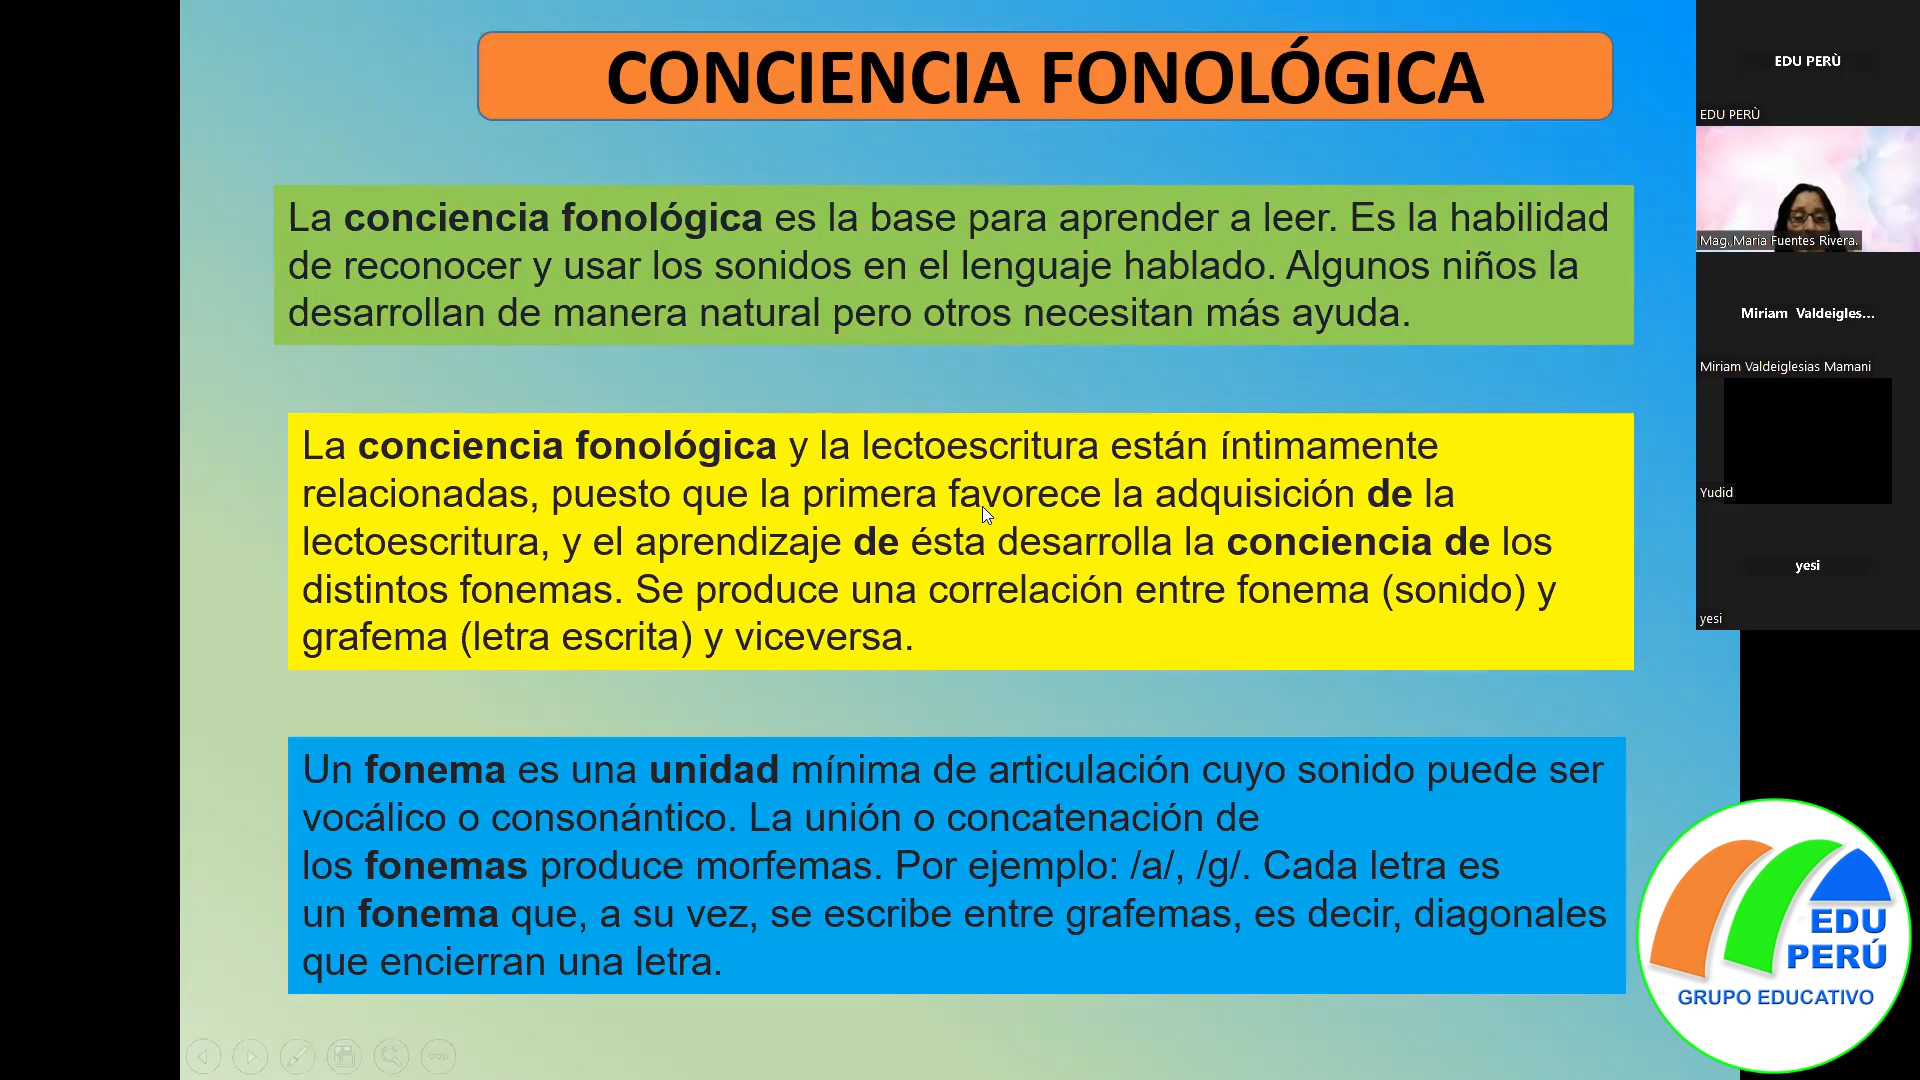 CONCIENCIA FONOLÓGICA
La conciencia fonológica es la base para aprender a leer. Es la habilidad
de reconocer y usar los sonidos en el lenguaje hablado. Algunos niños la
desarrollan de manera natural pero otros necesitan más ayuda.
La conciencia fonológica y la lectoescritura están íntimamente
relacionadas, puesto que la primera favorece la adquisición de la
lectoescritura, y el aprendizaje de ésta desarrolla la conciencia de los
distintos fonemas. Se produce una correlación entre fonema (sonido) y
grafema (letra escrita) y viceversa.
Un fonema es una unidad mínima de articulación cuyo sonido puede ser
vocálico o consonántico. La unión o concatenación de
los fonemas produce morfemas. Por ejemplo: /a/, /g/. Cada letra es
un fonema que, a su vez, se escribe entre grafemas, es decir, diagonales
que encierran una letra.
EDU PERÙ
EDU PERÙ
Mag. Maria Fuentes Rivera.
Miriam Valdeigles...
Miriam Valdeiglesias Mamani
Yudid
yesi
yesi
EDU
PERÚ
GRUPO EDUCATIVO